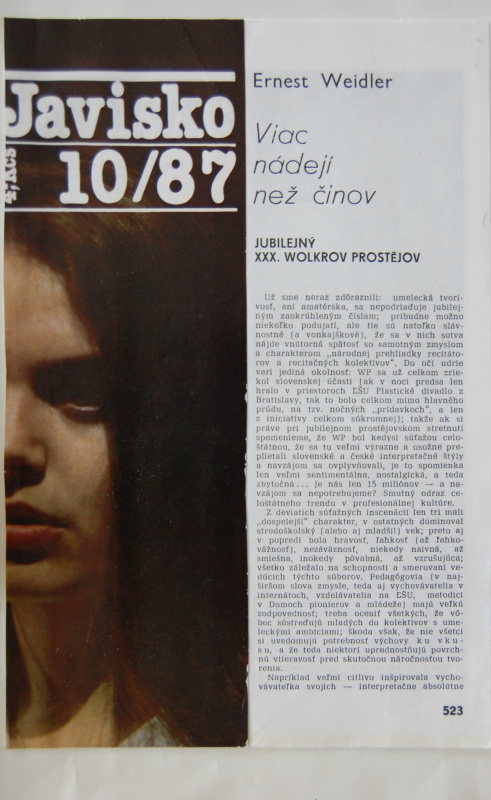 Javisko
10/87
4,-Kčs
Ernest Weidler
Viac
nádejí
než činov
JUBILEJNÝ
XXX. WOLKROV PROSTĚJOV
Už sme neraz zdôraznili: umelecká tvori-
vosť, ani amatérska, sa nepodriaďuje jubilej-
ným zaokrúhleným číslam; pribudne možno
niekoľko podujatí, ale tie sú natoľko sláv-
nostné (a vonkajškové), že sa v nich sotva
nájde vnútorná spätosť so samotným zmyslom
a charakterom „národnej prehliadky recitáto-
rov a recitačných kolektívov“. Do očí udrie
vari jediná okolnosť: WP sa už celkom zrie-
kol slovenskej účasti (ak v noci predsa len
hralo v priestoroch ĽŠU Plastické divadlo z
Bratislavy, tak to bolo celkom mimo hlavného
prúdu, na tzv. nočných „prídavkoch“, a len
z iniciatívy celkom súkromnej); takže ak si
práve pri jubilejnom prostějovskom stretnutí
spomenieme, že WP bol kedysi súťažou celo-
štátnou, že sa tu veľmi výrazne a osožne pre-
plietali slovenské a české interpretačné štýly
a navzájom sa ovplyvňovali, je to spomienka
len veľmi sentimentálna, nostalgická, a teda
zbytočná... Je nás len 15 miliónov — a na-
vzájom sa nepotrebujeme? Smutný odraz ce-
loštátneho trendu v profesionálnej kultúre.
Z deviatich súťažných inscenácií len tri mali
„dospelejší“ charakter, v ostatných dominoval
stredoškolský (alebo aj mladší) vek; preto aj
v popredí bola hravosť, ľahkosť (až ľahko-
vážnosť), nezáväznosť, niekedy naivná, až
smiešna, inokedy pôvabná, až vzrušujúca;
všetko záležalo na schopnosti a smerovaní ve-
dúcich týchto súborov. Pedagógovia (v naj-
širšom slova zmysle, teda aj vychovávatelia v
internátoch, vzdelávatelia na ĽŠU, metodici
v Domoch pionierov a mládeže) majú veľkú
zodpovednosť; treba oceniť všetkých, že vô-
bec sústreďujú mladých do kolektívov s ume-
leckými ambíciami; škoda však, že nie všetci
si uvedomujú potrebnosť výchovy k u v k u -
s u, a že teda niektorí uprednostňujú povrch-
nú vtieravosť pred skutočnou náročnosťou tvo-
renia.
Napríklad veľmi citlivo inšpirovala vycho-
vávateľka svojich — interpretačne absolútne
523